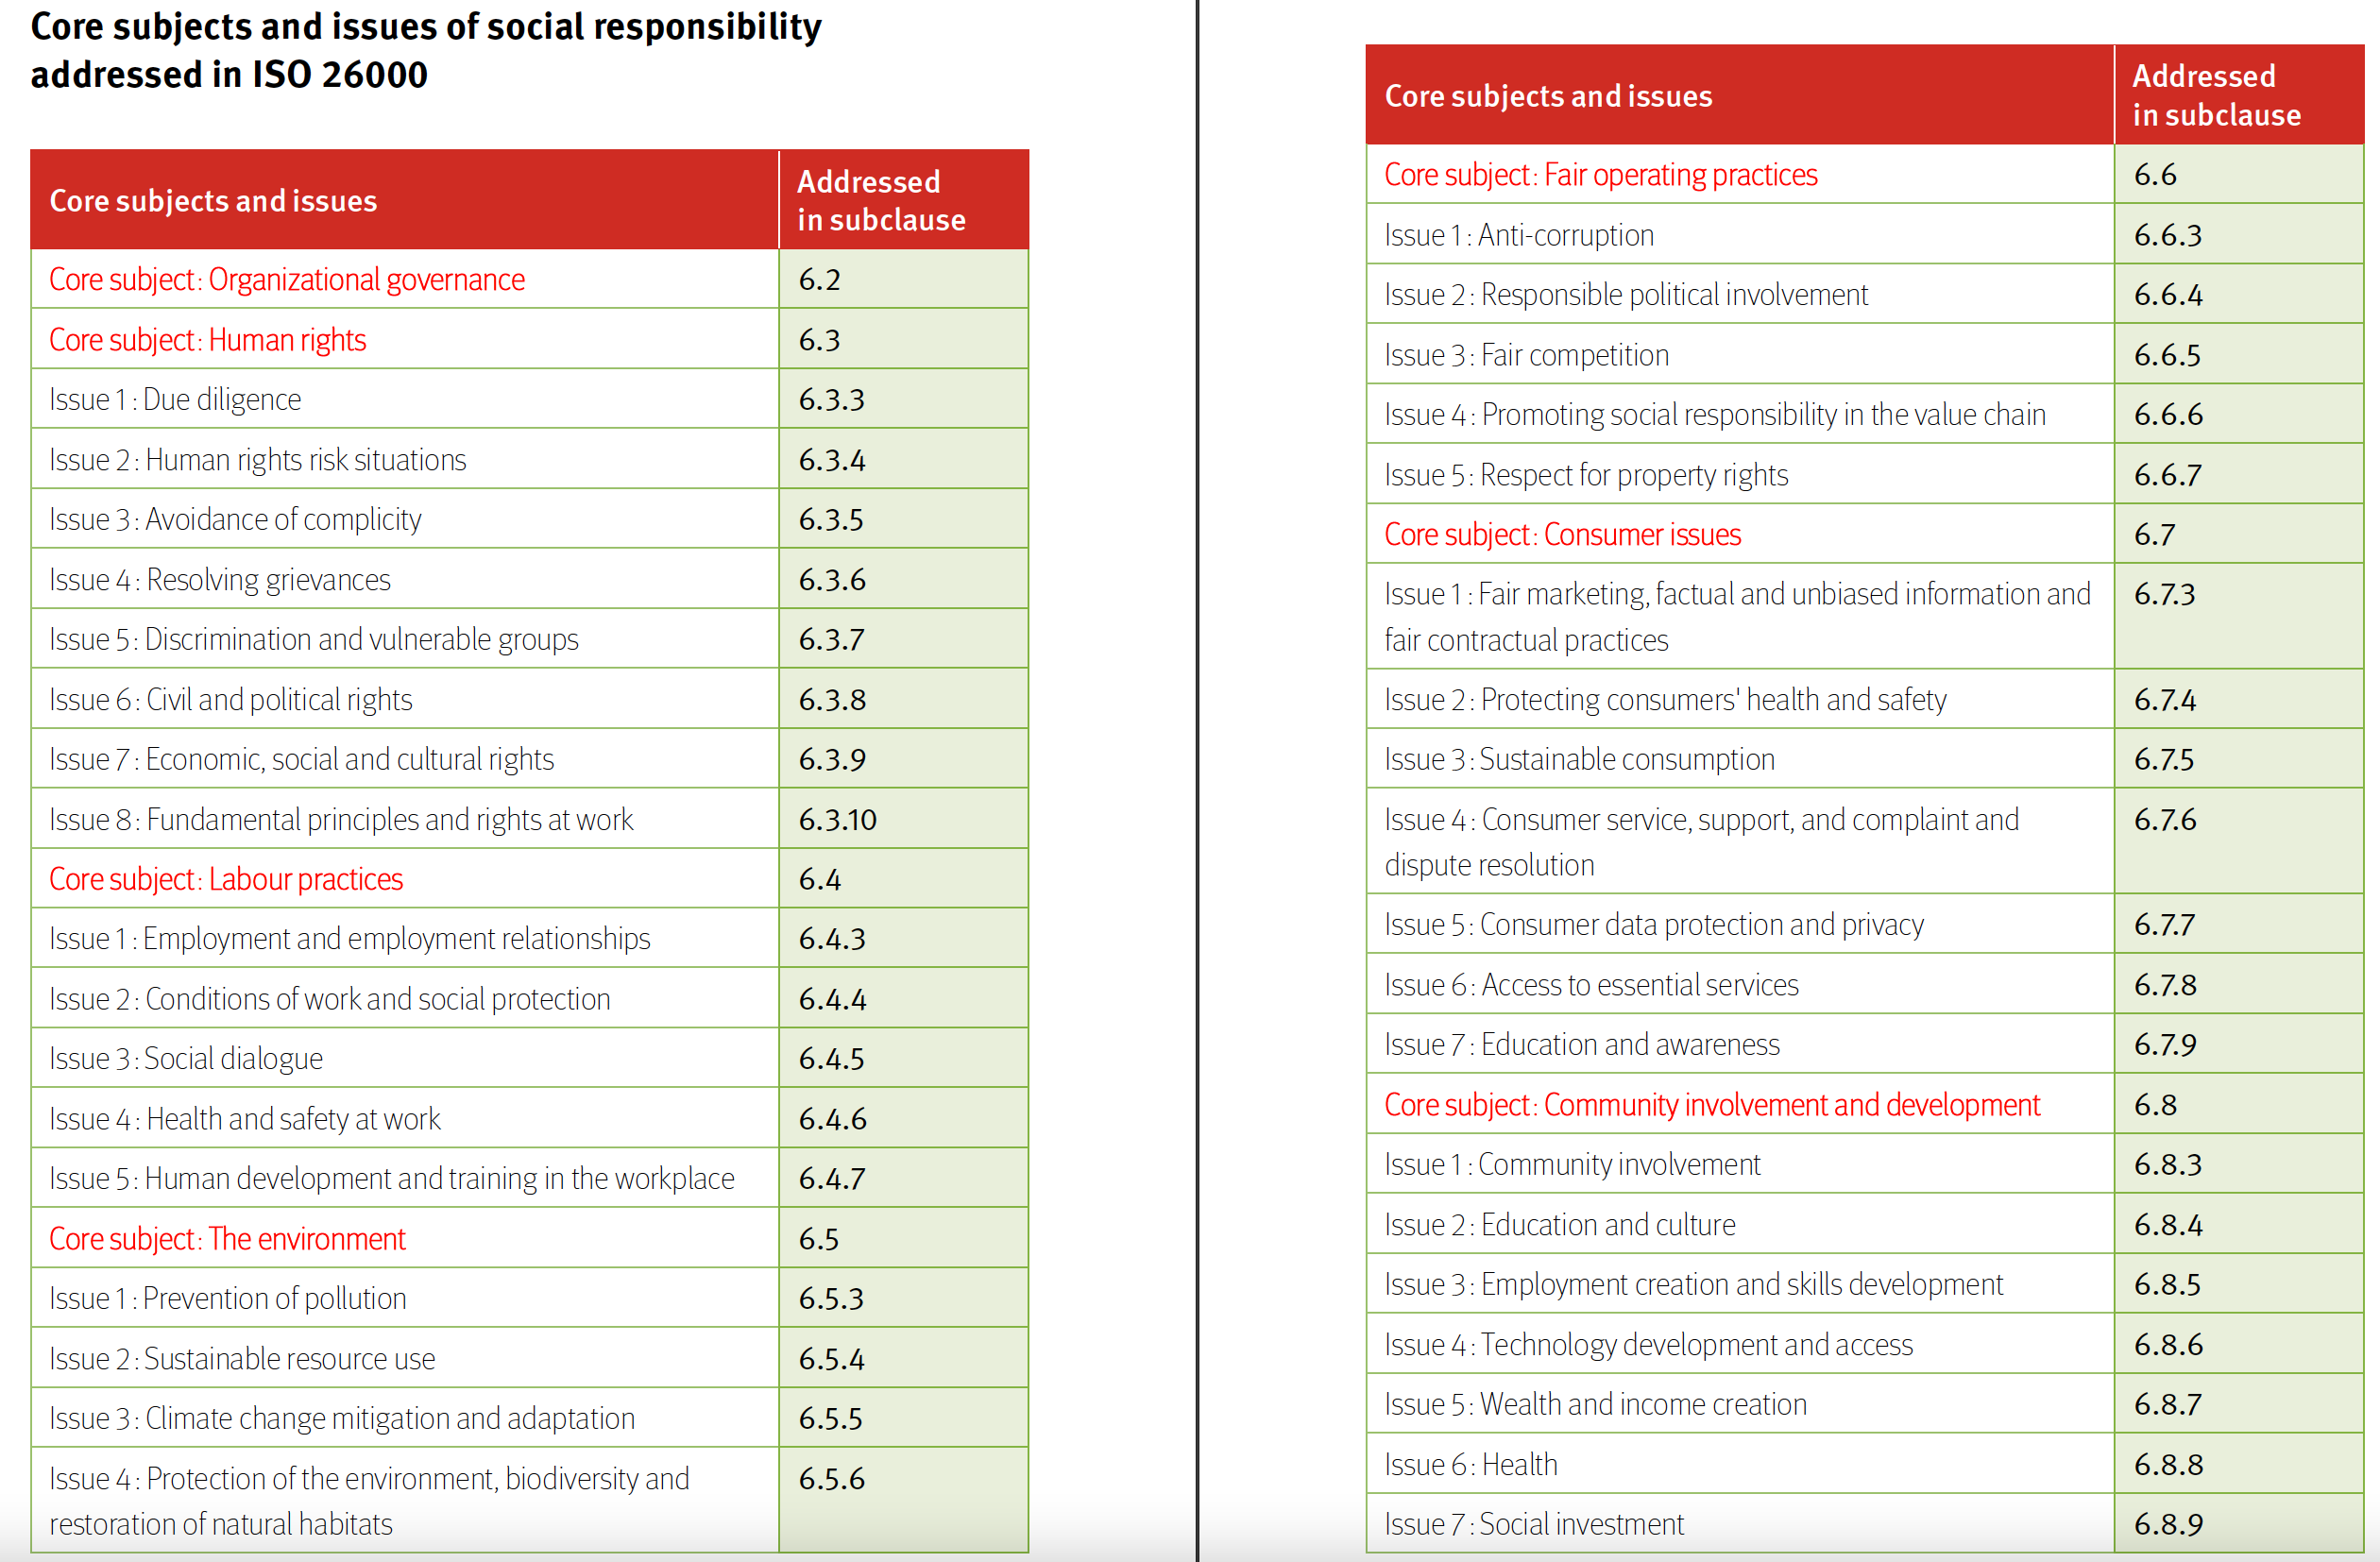 Core subjects and issues of social responsibility
addressed in ISO 26000
Core subjects and issues
Addressed
in subclause
Core subject: Organizational governance 6.2
Core subject: Human rights 6.3
Issue 1: Due diligence 6.3.3
Issue 2: Human rights risk situations 6.3.4
Issue 3: Avoidance of complicity 6.3.5
Issue 4: Resolving grievances 6.3.6
Issue 5: Discrimination and vulnerable groups 6.3.7
Issue 6: Civil and political rights 6.3.8
Issue 7: Economic, social and cultural rights 6.3.9
Issue 8: Fundamental principles and rights at work 6.3.10
Core subject: Labour practices 6.4
Issue 1: Employment and employment relationships 6.4.3
Issue 2: Conditions of work and social protection 6.4.4
Issue 3: Social dialogue 6.4.5
Issue 4: Health and safety at work 6.4.6
Issue 5: Human development and training in the workplace 6.4.7
Core subject: The environment 6.5
Issue 1: Prevention of pollution 6.5.3
Issue 2: Sustainable resource use 6.5.4
Issue 3: Climate change mitigation and adaptation 6.5.5
Issue 4: Protection of the environment, biodiversity and 6.5.6
restoration of natural habitats
Core subjects and issues
Addressed
in subclause
Core subject: Fair operating practices 6.6
Issue 1: Anti-corruption 6.6.3
Issue 2: Responsible political involvement 6.6.4
Issue 3: Fair competition 6.6.5
Issue 4: Promoting social responsibility in the value chain 6.6.6
Issue 5: Respect for property rights 6.6.7
Core subject: Consumer issues 6.7
Issue 1: Fair marketing, factual and unbiased information and 6.7.3
fair contractual practices
Issue 2: Protecting consumers' health and safety 6.7.4
Issue 3: Sustainable consumption 6.7.5
Issue 4: Consumer service, support, and complaint and 6.7.6
dispute resolution
Issue 5: Consumer data protection and privacy 6.7.7
Issue 6: Access to essential services 6.7.8
Issue 7: Education and awareness 6.7.9
Core subject: Community involvement and development 6.8
Issue 1: Community involvement 6.8.3
Issue 2: Education and culture 6.8.4
Issue 3: Employment creation and skills development 6.8.5
Issue 4: Technology development and access 6.8.6
Issue 5: Wealth and income creation 6.8.7
Issue 6: Health 6.8.8
Issue 7: Social investment 6.8.9